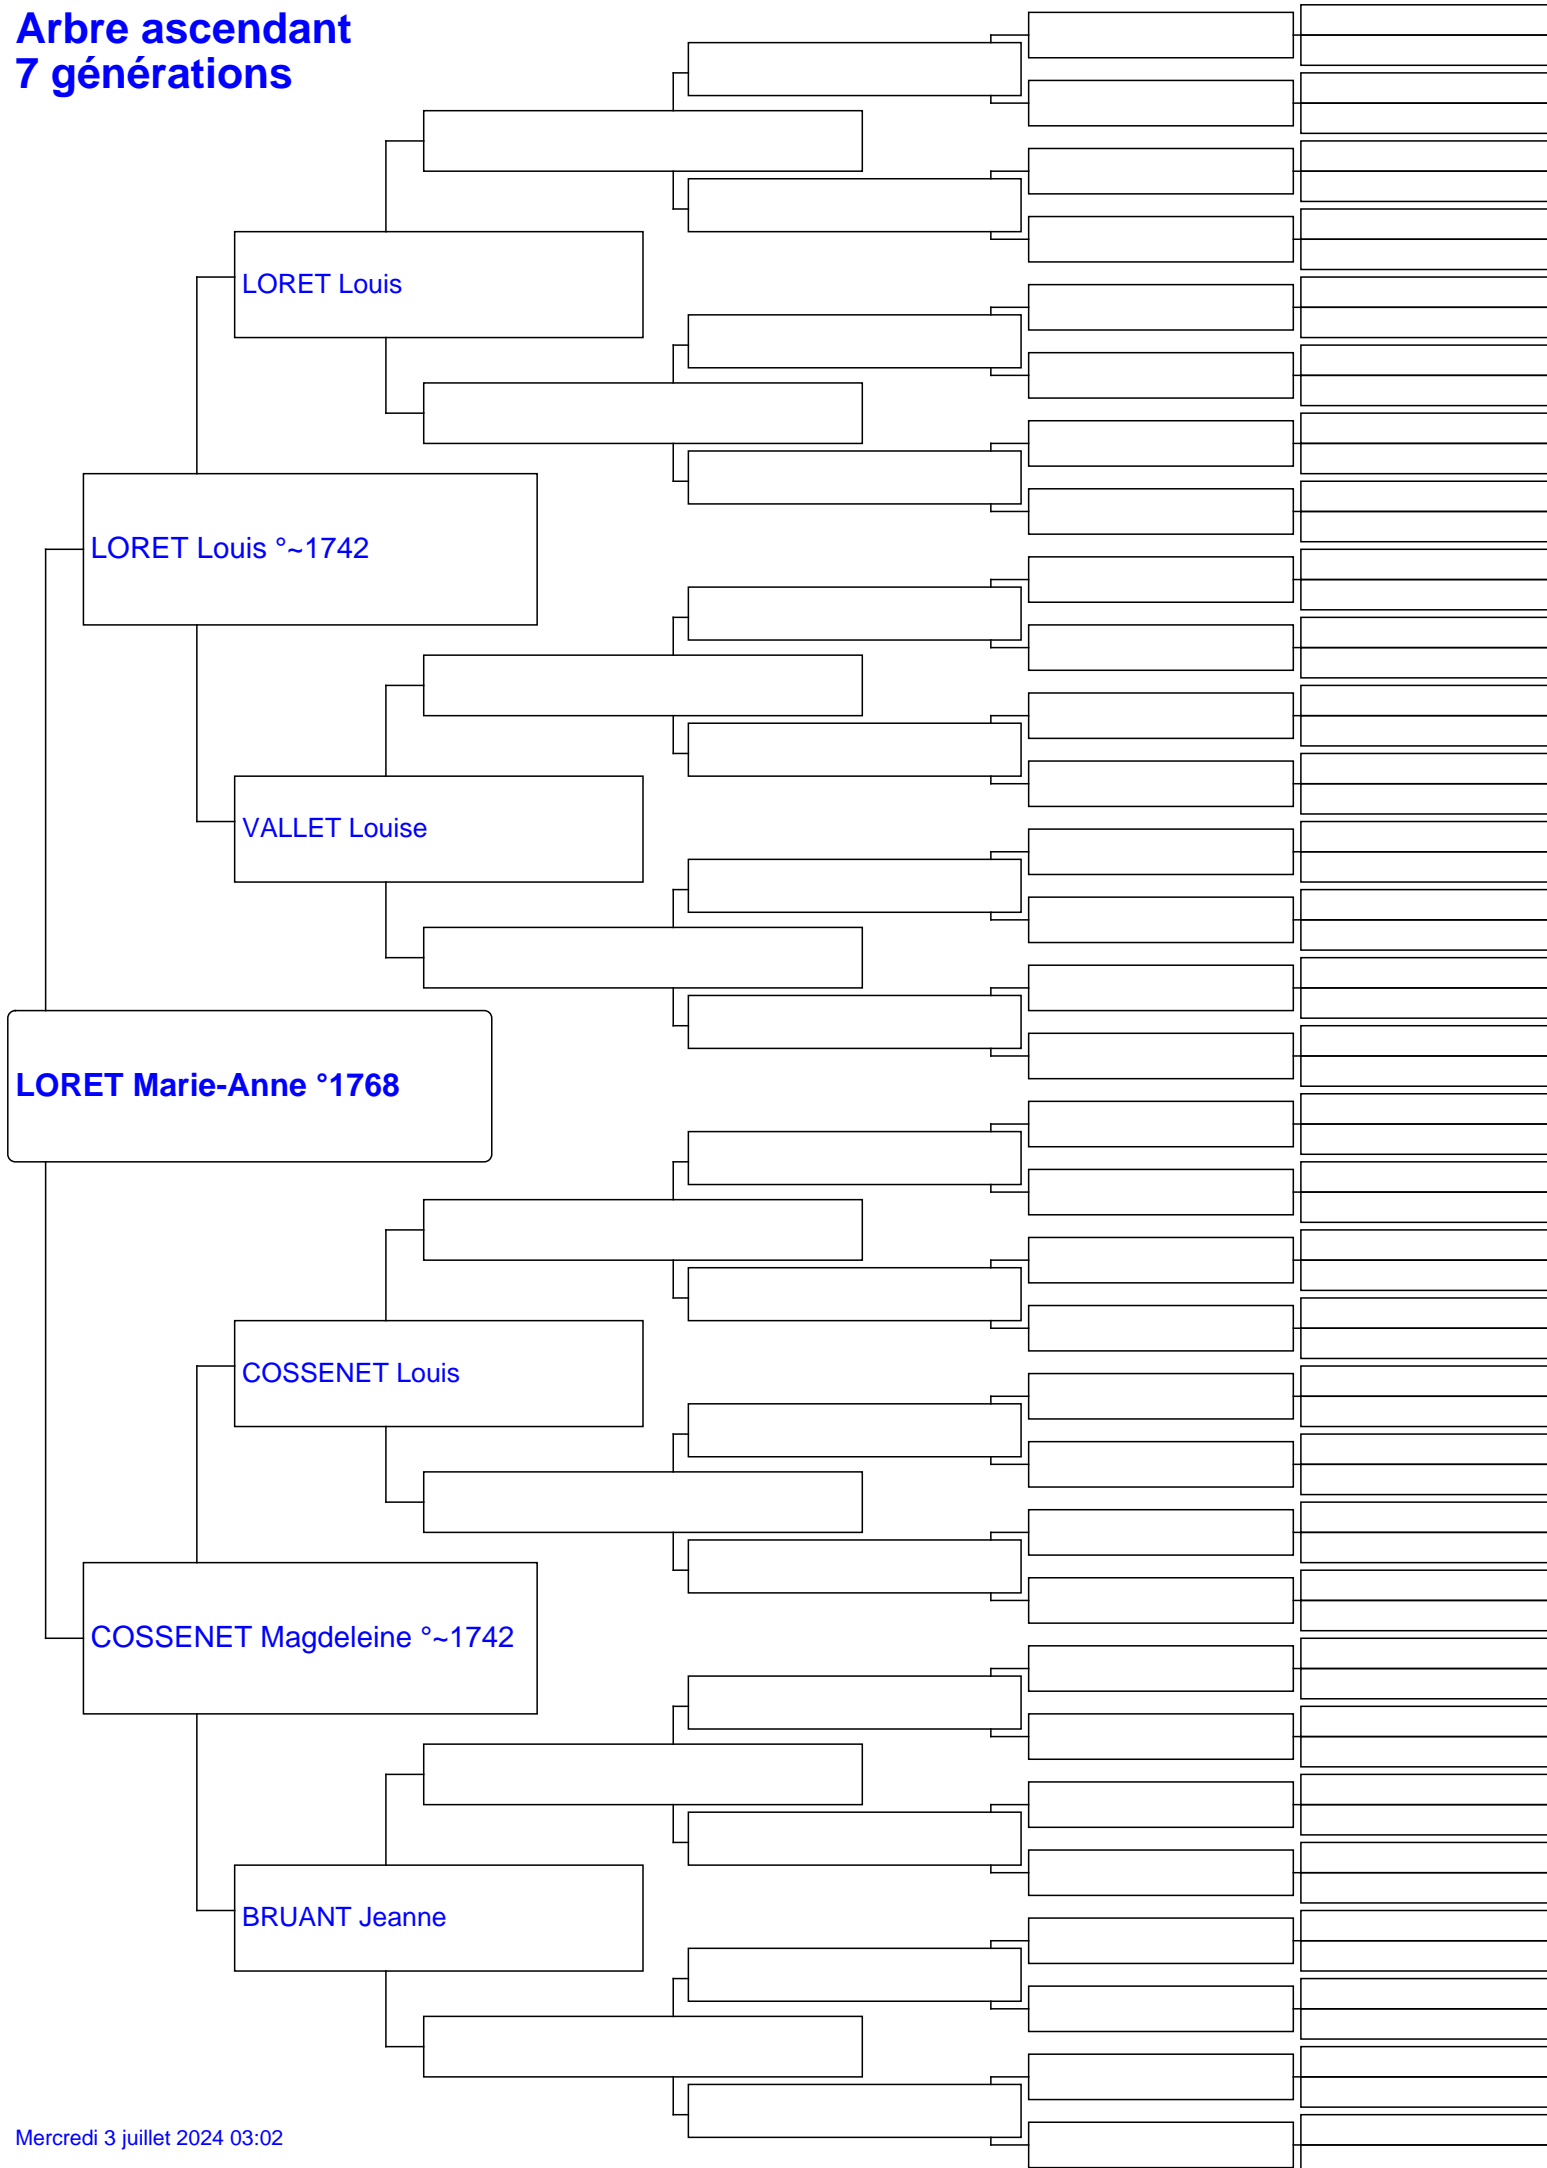 Arbre ascendant
7 générations
LORET Louis
LORET Louis °~1742
VALLET Louise
LORET Marie-Anne °1768
COSSENET Louis
COSSENET Magdeleine °~1742
BRUANT Jeanne
Mercredi 3 juillet 2024 03:02